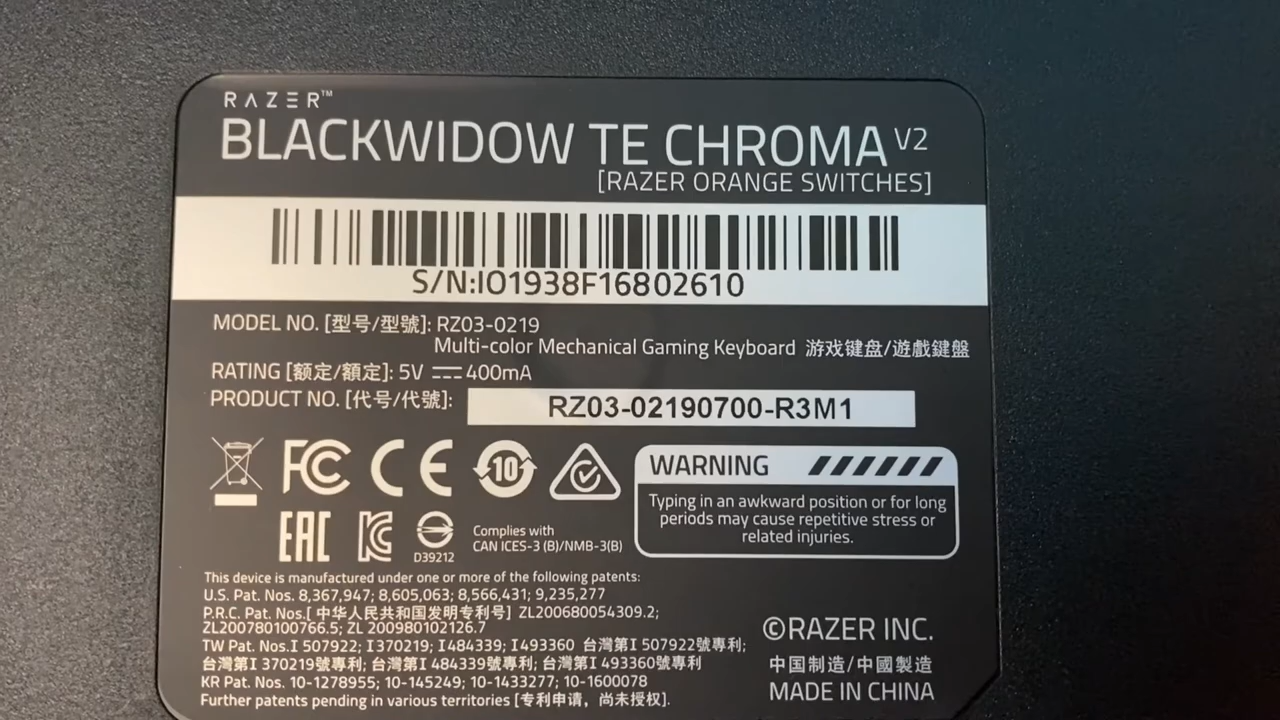 RAZER™
BLACKWIDOW TE CHROMA V2
[RAZER ORANGE SWITCHES]
S/N:IO1938F16802610
MODEL NO. [型号/型號]: RZ03-0219
Multi-color Mechanical Gaming Keyboard 游戏键盘/遊戲鍵盤
RATING [额定/額定]: 5V ⎓ 400mA
PRODUCT NO. [代号/代號]: RZ03-02190700-R3M1
FC CE 10
WARNING
Typing in an awkward position or for long
periods may cause repetitive stress or
related injuries.
EAC KC D39212
Complies with
CAN ICES-3 (B)/NMB-3(B)
This device is manufactured under one or more of the following patents:
U.S. Pat. Nos. 8,367,947; 8,605,063; 8,566,431; 9,235,277
P.R.C. Pat. Nos.[ 中华人民共和国发明专利号] ZL200680054309.2;
ZL200780100766.5; ZL 200980102126.7
TW Pat. Nos.I 507922; I370219; I484339; I493360 台灣第I 507922號專利;
台灣第I 370219號專利; 台灣第I 484339號專利; 台灣第I 493360號專利
KR Pat. Nos. 10-1278955; 10-145249; 10-1433277; 10-1600078
Further patents pending in various territories [专利申请，尚未授权].
©RAZER INC.
中国制造/中國製造
MADE IN CHINA